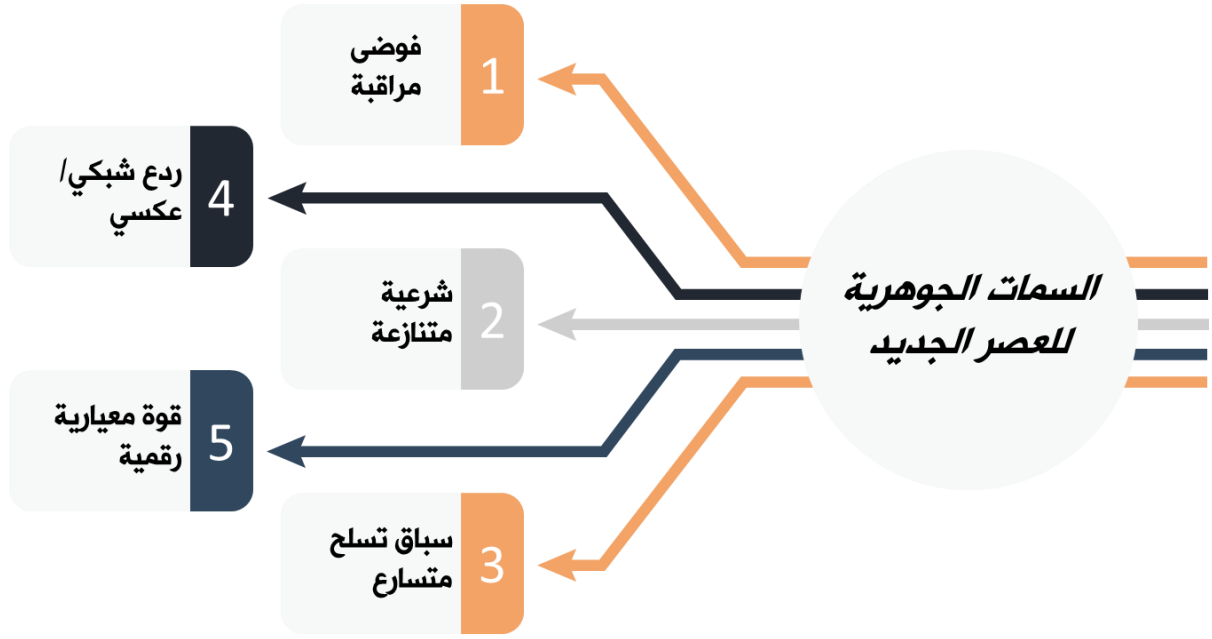 السمات الجوهرية
للعصر الجديد
1
فوضى
مراقبة
2
شرعية
متنازعة
3
سباق تسلح
متسارع
4
ردع شبكي/
عكسي
5
قوة معيارية
رقمية